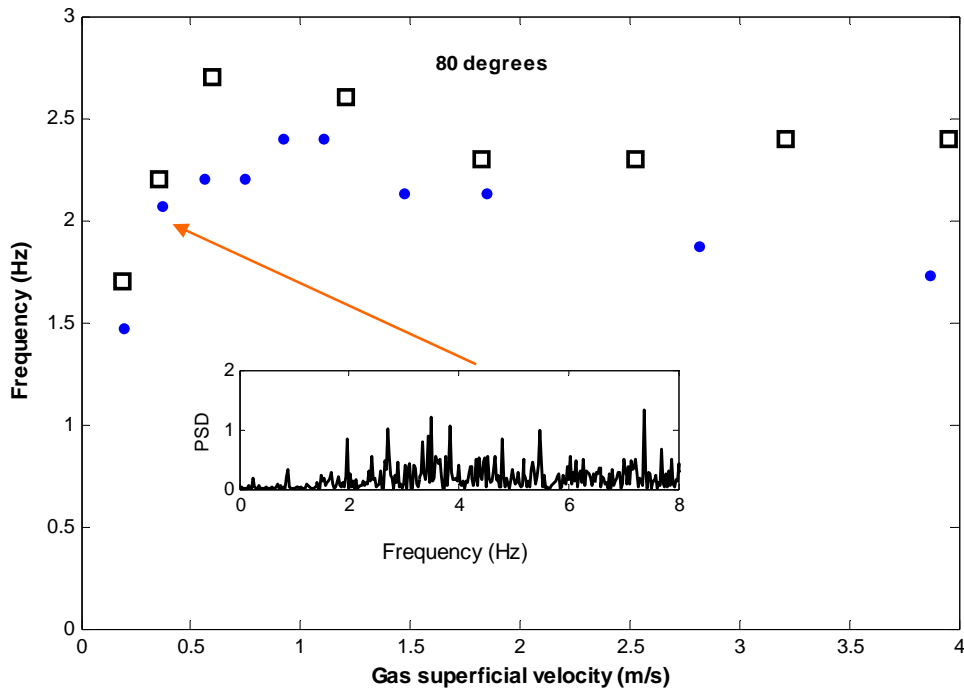 3
80 degrees
2.5
2
1.5
1
0.5
0
Frequency (Hz)
2
1
0
PSD
0 2 4 6 8
Frequency (Hz)
0 0.5 1 1.5 2 2.5 3 3.5 4
Gas superficial velocity (m/s)